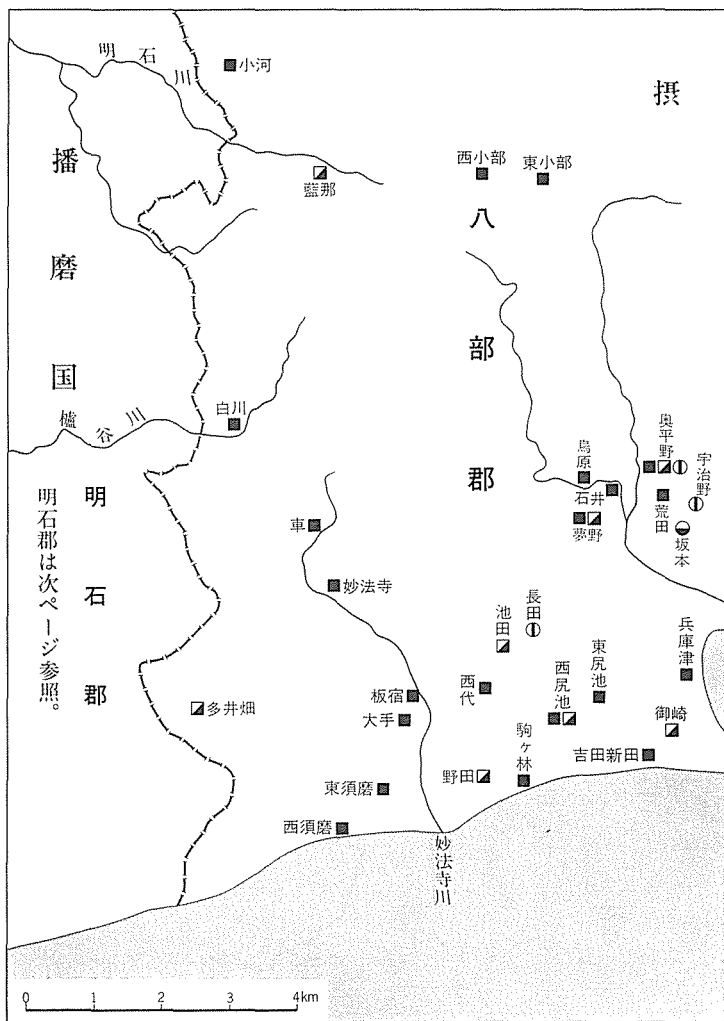 摂
八部郡
播磨国
明石郡
明石郡は次ページ参照。
明石川
小河
藍那
西小部
東小部
櫨谷川
白川
車
妙法寺
烏原
石井
夢野
奥平野
宇治野
荒田
坂本
長田
池田
西代
西尻池
東尻池
兵庫津
御崎
吉田新田
駒ヶ林
野田
板宿
大手
多井畑
東須磨
西須磨
妙法寺川
0 1 2 3 4km